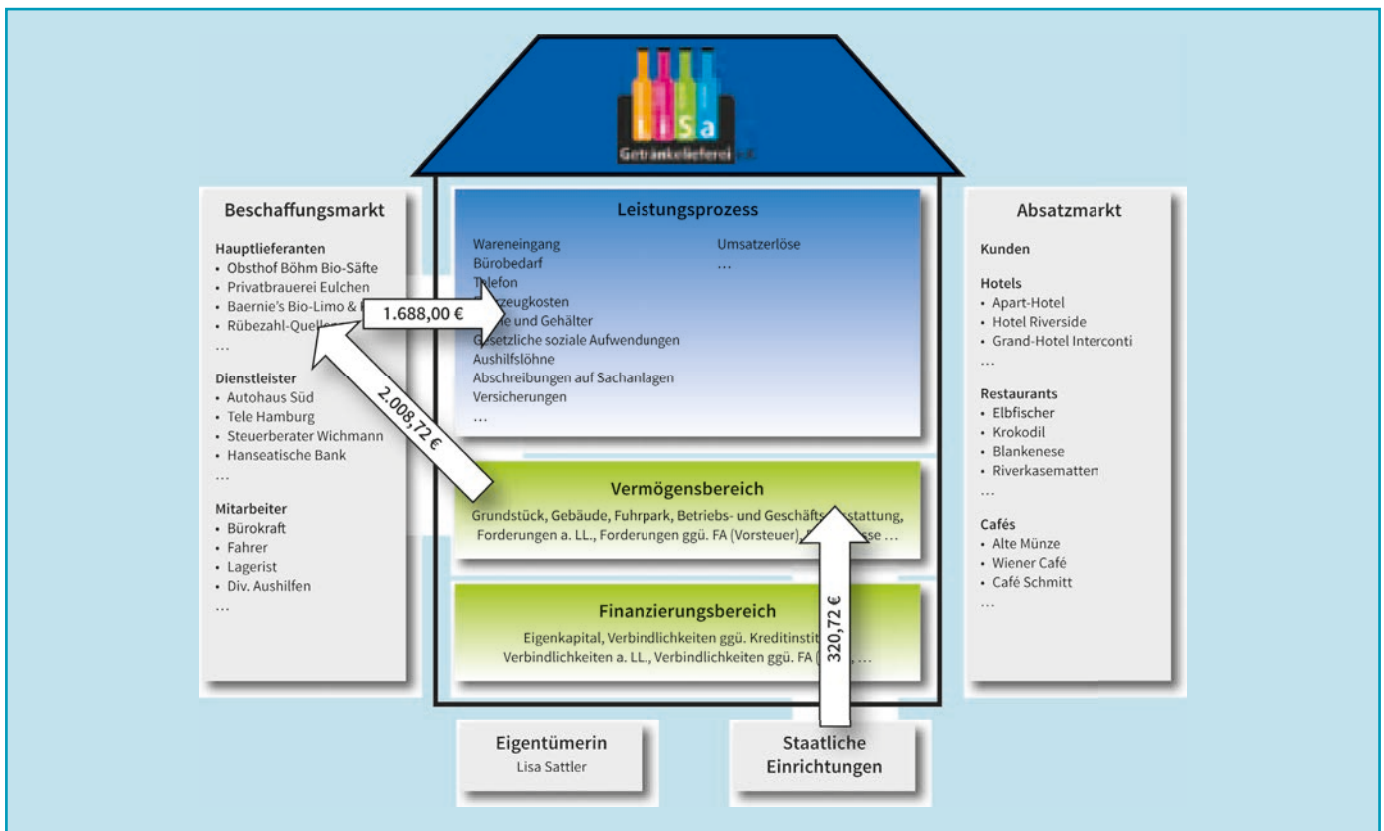 LiSa
Getränkelieferei e.K.
Beschaffungsmarkt
Hauptlieferanten
• Obsthof Böhm Bio-Säfte
• Privatbrauerei Eulchen
• Baernie's Bio-Limo &
• Rübezahl-Quellen
…
Dienstleister
• Autohaus Süd
• Tele Hamburg
• Steuerberater Wichmann
• Hanseatische Bank
…
Mitarbeiter
• Bürokraft
• Fahrer
• Lagerist
• Div. Aushilfen
…
1.688,00 €
2.008,72 €
Leistungsprozess
Wareneingang
Bürobedarf
Telefon
Fahrzeugkosten
Löhne und Gehälter
Gesetzliche soziale Aufwendungen
Aushilfslöhne
Abschreibungen auf Sachanlagen
Versicherungen
…
Umsatzerlöse
…
Vermögensbereich
Grundstück, Gebäude, Fuhrpark, Betriebs- und Geschäftsausstattung,
Forderungen a. LL., Forderungen ggü. FA (Vorsteuer), …
Finanzierungsbereich
Eigenkapital, Verbindlichkeiten ggü.
Verbindlichkeiten a. LL., Verbindlichkeiten ggü. FA …
320,72 €
Absatzmarkt
Kunden
Hotels
• Apart-Hotel
• Hotel Riverside
• Grand-Hotel Interconti
…
Restaurants
• Elbfischer
• Krokodil
• Blankenese
• Riverkasematten
…
Cafés
• Alte Münze
• Wiener Café
• Café Schmitt
…
Eigentümerin
Lisa Sattler
Staatliche
Einrichtungen